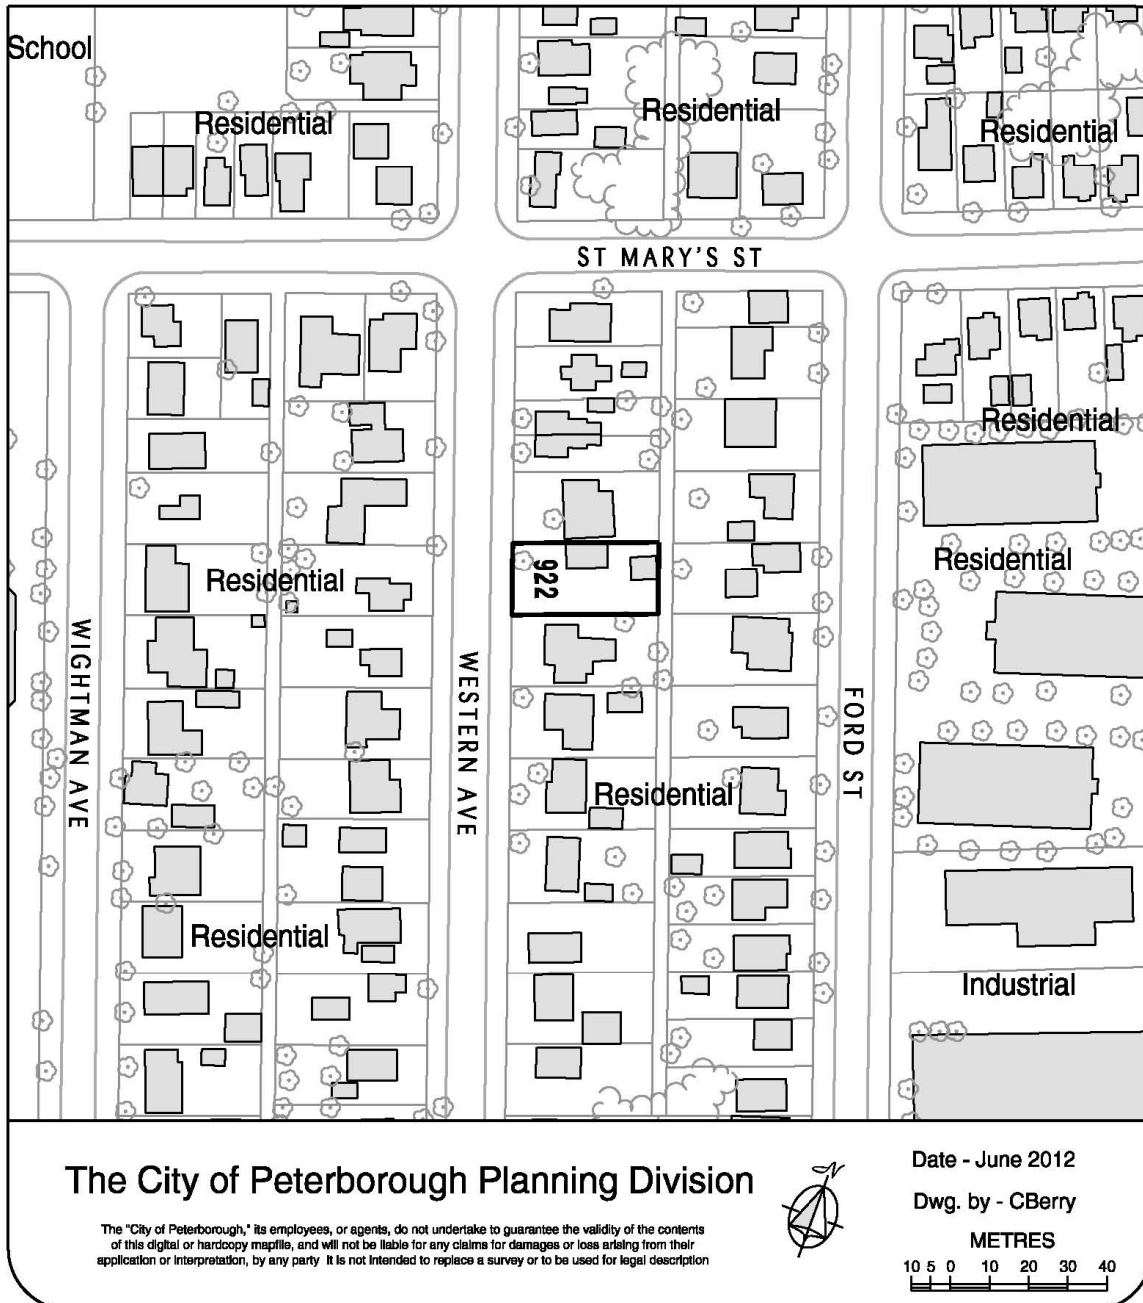 School
Residential
Residential
Residential
ST MARY'S ST
Residential
Residential
Residential
922
WIGHTMAN AVE
WESTERN AVE
FORD ST
Residential
Residential
Industrial
The City of Peterborough Planning Division
The "City of Peterborough," its employees, or agents, do not undertake to guarantee the validity of the contents
of this digital or hardcopy mapfile, and will not be liable for any claims for damages or loss arising from their
application or interpretation, by any party It is not intended to replace a survey or to be used for legal description
N
Date - June 2012
Dwg. by - CBerry
METRES
10 5 0 10 20 30 40